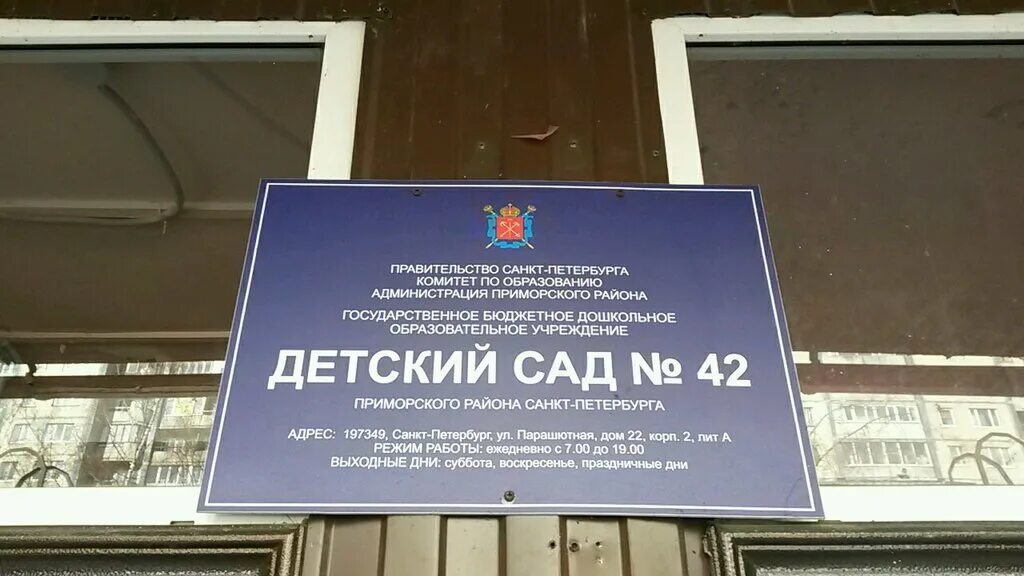 ПРАВИТЕЛЬСТВО САНКТ-ПЕТЕРБУРГА
КОМИТЕТ ПО ОБРАЗОВАНИЮ
АДМИНИСТРАЦИЯ ПРИМОРСКОГО РАЙОНА
ГОСУДАРСТВЕННОЕ БЮДЖЕТНОЕ ДОШКОЛЬНОЕ
ОБРАЗОВАТЕЛЬНОЕ УЧРЕЖДЕНИЕ
ДЕТСКИЙ САД № 42
ПРИМОРСКОГО РАЙОНА САНКТ-ПЕТЕРБУРГА
АДРЕС: 197349, Санкт-Петербург, ул. Парашютная, дом 22, корп. 2, лит А
РЕЖИМ РАБОТЫ: ежедневно с 7.00 до 19.00
ВЫХОДНЫЕ ДНИ: суббота, воскресенье, праздничные дни